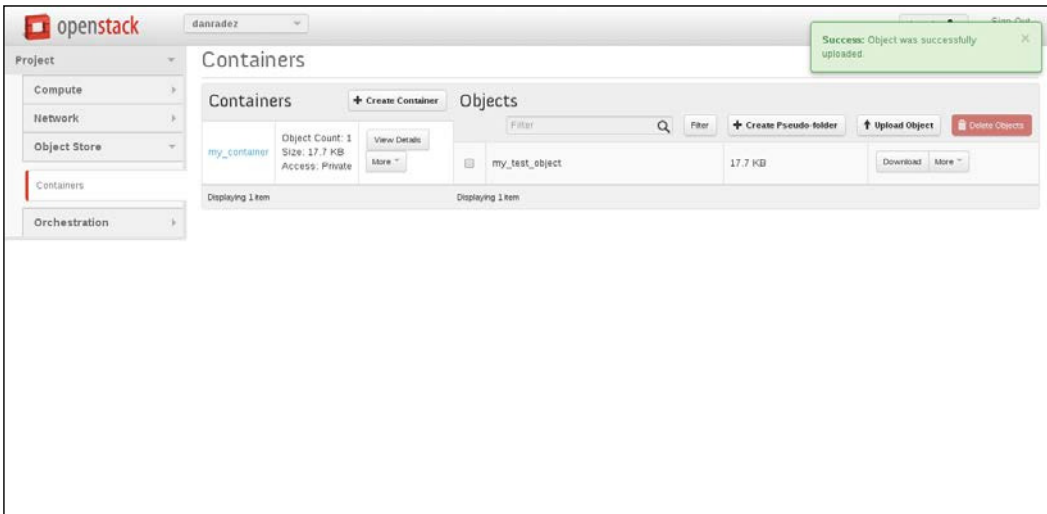 openstack
danradez
Sign Out
Success: Object was successfully
uploaded.
Project
Compute
Network
Object Store
Containers
Orchestration
Containers
Containers
+ Create Container
Objects
Filter
Filter
+ Create Pseudo-folder
Upload Object
Delete Objects
my_container
Object Count: 1
Size: 17.7 KB
Access: Private
View Details
More
my_test_object
17.7 KB
Download
More
Displaying 1 item
Displaying 1 item